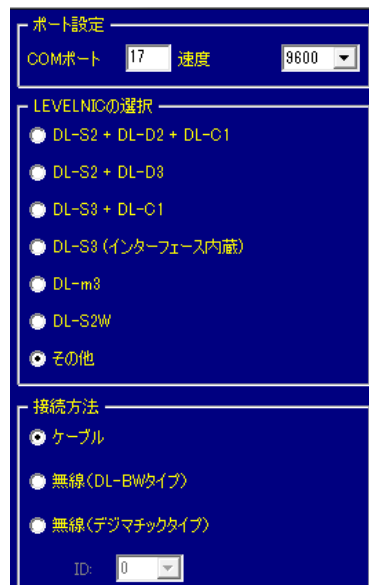 ポート設定
COMポート 17 速度 9600
LEVELNICの選択
DL-S2 + DL-D2 + DL-C1
DL-S2 + DL-D3
DL-S3 + DL-C1
DL-S3 (インターフェース内蔵)
DL-m3
DL-S2W
その他
接続方法
ケーブル
無線(DL-BWタイプ)
無線(デジマチックタイプ)
ID: 0